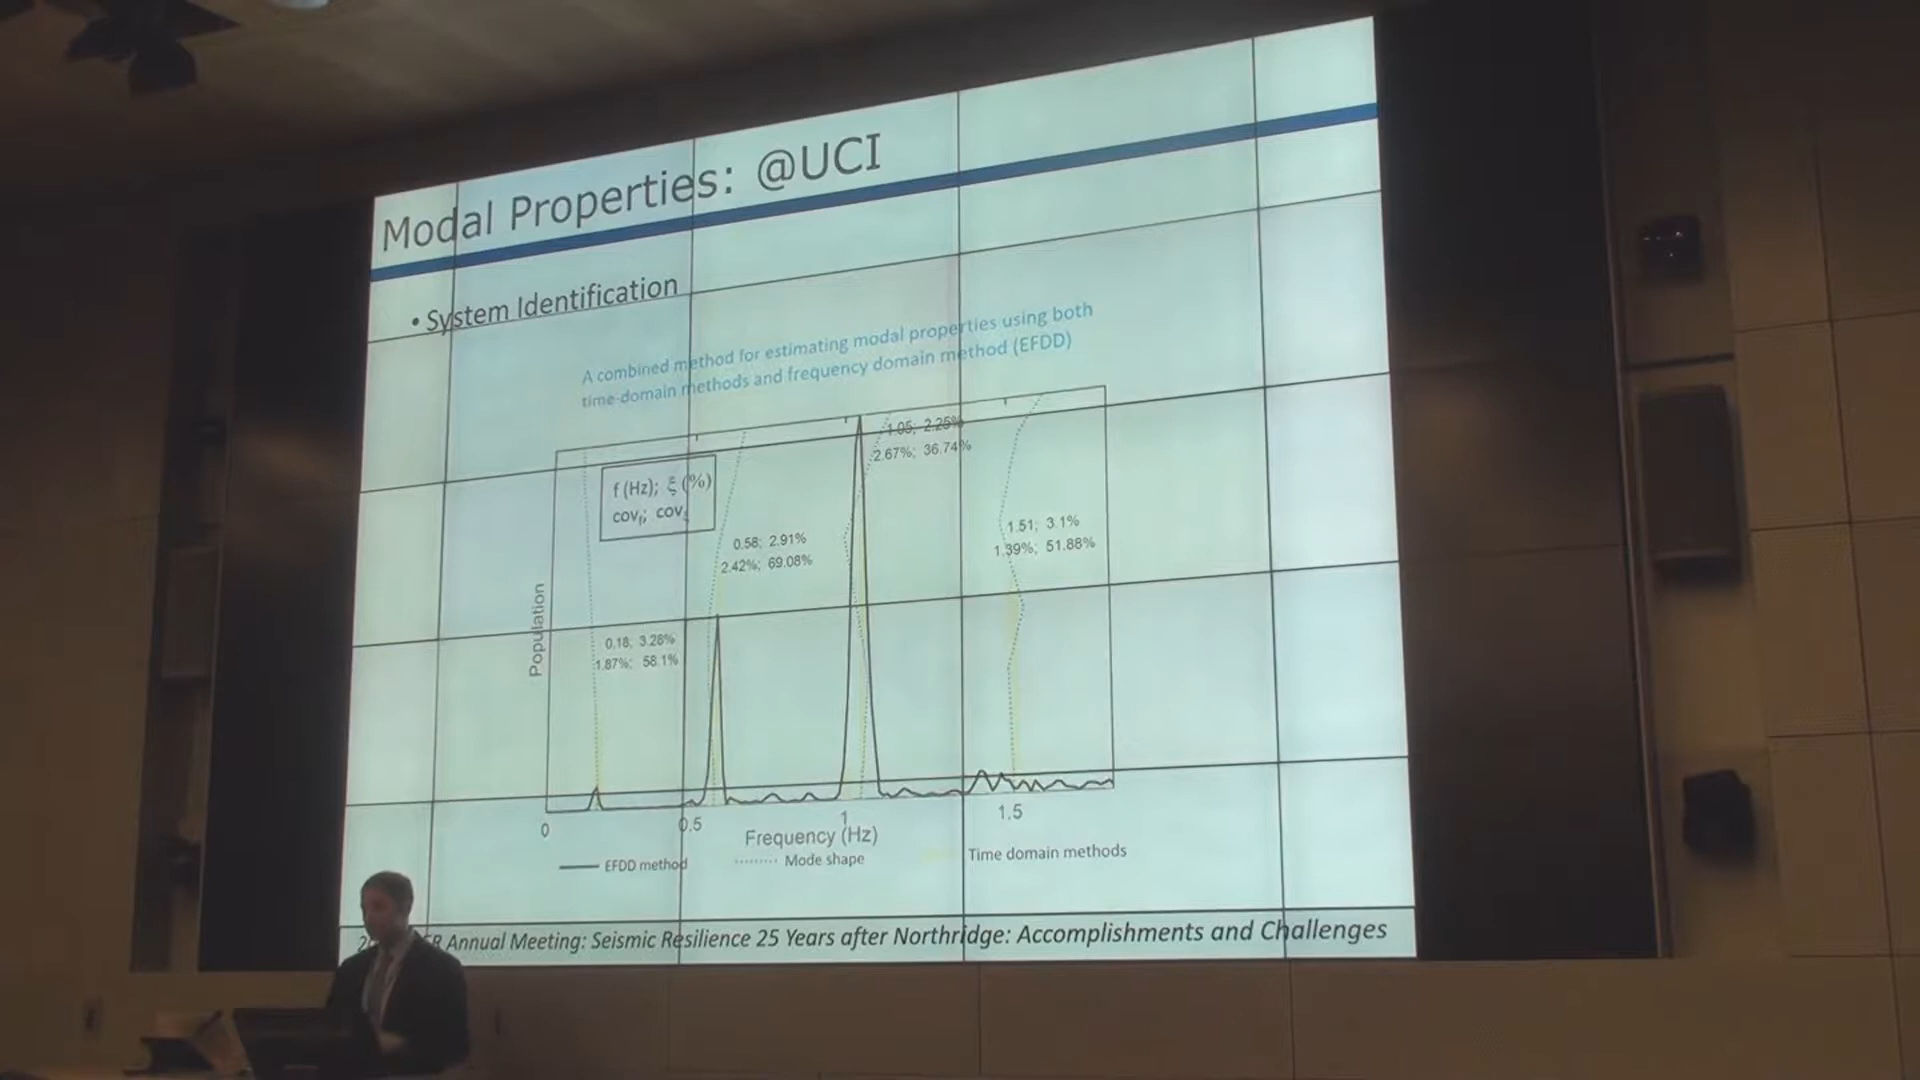 Modal Properties: @UCI
• System Identification
A combined method for estimating modal properties using both
time-domain methods and frequency domain method (EFDD)
f (Hz); ξ (%)
cov_f; cov_ξ
1.05; 2.25%
2.67%; 36.74%
0.58; 2.91%
2.42%; 69.08%
1.51; 3.1%
1.39%; 51.88%
0.18; 3.28%
1.87%; 58.1%
Population
0
0.5
1
1.5
Frequency (Hz)
EFDD method
Mode shape
Time domain methods
Annual Meeting: Seismic Resilience 25 Years after Northridge: Accomplishments and Challenges